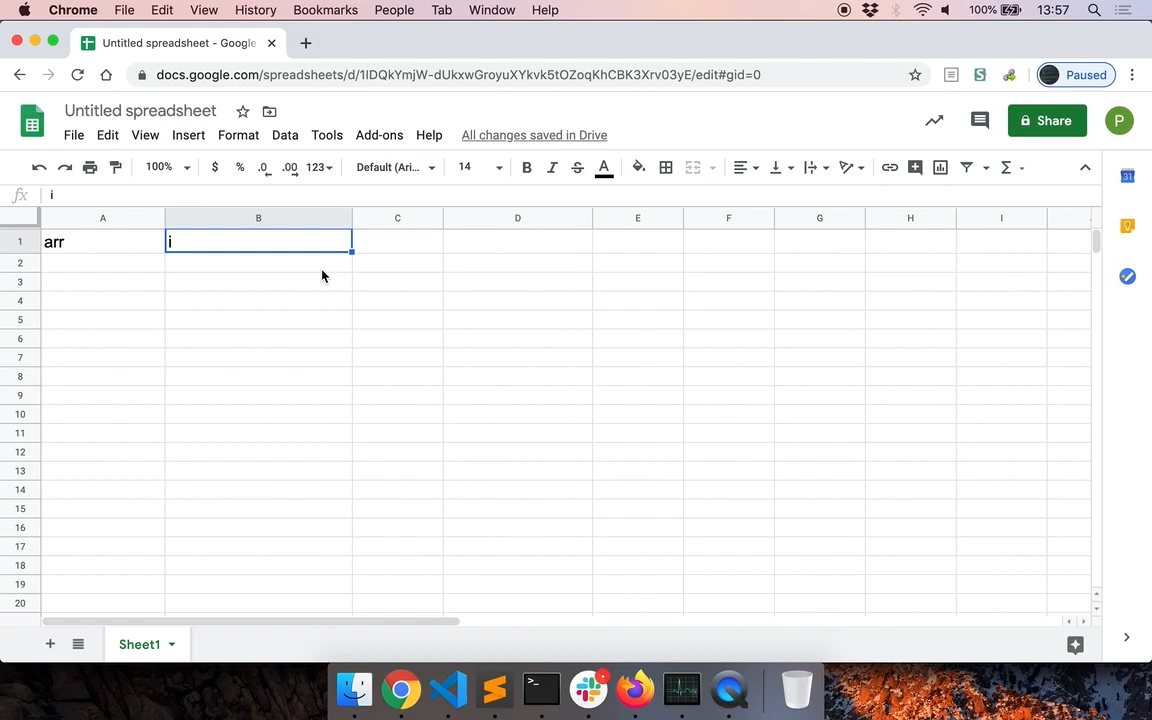 Chrome File Edit View History Bookmarks People Tab Window Help 100% 13:57
Untitled spreadsheet - Google
docs.google.com/spreadsheets/d/1lDQkYmjW-dUkxwGroyuXYkvk5tOZoqKhCBK3Xrv03yE/edit#gid=0 Paused
Untitled spreadsheet
File Edit View Insert Format Data Tools Add-ons Help All changes saved in Drive Share P
100% $ % .0 .00 123 Default (Ari... 14 B I S A Σ 31
fx i
A B C D E F G H I
1 arr i
2
3
4
5
6
7
8
9
10
11
12
13
14
15
16
17
18
19
20
Sheet1